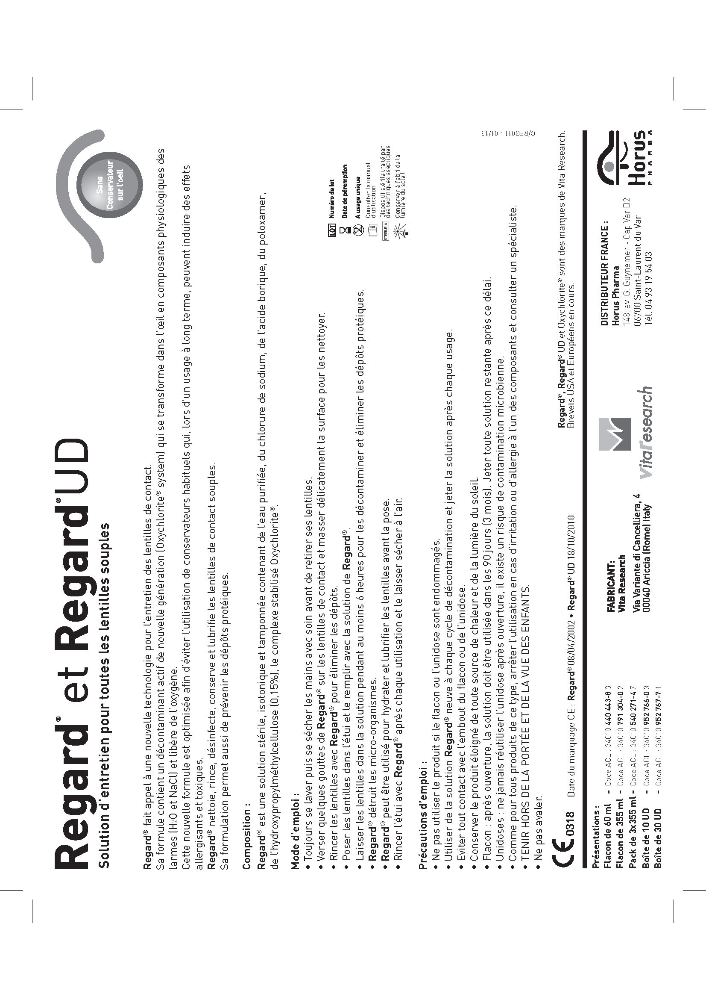 Regard® et Regard® UD
Solution d'entretien pour toutes les lentilles souples
Sans
Conservateur
sur l'oeil
Regard® fait appel à une nouvelle technologie pour l'entretien des lentilles de contact.
Sa formule contient un décontaminant actif de nouvelle génération (Oxychlorite® system) qui se transforme dans l'œil en composants physiologiques des
larmes (H2O et NaCl) et libère de l'oxygène.
Cette nouvelle formule est optimisée afin d'éviter l'utilisation de conservateurs habituels qui, lors d'un usage à long terme, peuvent induire des effets
allergisants et toxiques.
Regard® nettoie, rince, désinfecte, conserve et lubrifie les lentilles de contact souples.
Sa formulation permet aussi de prévenir les dépôts protéiques.
Composition :
Regard® est une solution stérile, isotonique et tamponnée contenant de l'eau purifiée, du chlorure de sodium, de l'acide borique, du poloxamer,
de l'hydroxypropylméthylcellulose (0,15%), le complexe stabilisé Oxychlorite®.
Mode d'emploi :
• Toujours se laver puis se sécher les mains avec soin avant de retirer ses lentilles.
• Verser quelques gouttes de Regard® sur les lentilles de contact et masser délicatement la surface pour les nettoyer.
• Rincer les lentilles avec Regard® pour éliminer les dépôts.
• Poser les lentilles dans l'étui et le remplir avec la solution de Regard®.
• Laisser les lentilles dans la solution pendant au moins 6 heures pour les décontaminer et éliminer les dépôts protéiques.
• Regard® détruit les micro-organismes.
• Regard® peut être utilisé pour hydrater et lubrifier les lentilles avant la pose.
• Rincer l'étui avec Regard® après chaque utilisation et le laisser sécher à l'air.
LOT Numéro de lot
Date de péremption
2 A usage unique
i Consulter le manuel
d'utilisation
STERILE A Dispositif stérile traité par
des techniques aseptiques
Conserver à l'abri de la
lumière du soleil
Précautions d'emploi :
• Ne pas utiliser le produit si le flacon ou l'unidose sont endommagés.
• Utiliser de la solution Regard® neuve à chaque cycle de décontamination et jeter la solution après chaque usage.
• Eviter tout contact avec l'embout du flacon ou de l'unidose.
• Conserver le produit éloigné de toute source de chaleur et de la lumière du soleil.
• Flacon : après ouverture, la solution doit être utilisée dans les 90 jours (3 mois). Jeter toute solution restante après ce délai.
• Unidoses : ne jamais réutiliser l'unidose après ouverture, il existe un risque de contamination microbienne.
• Comme pour tous produits de ce type, arrêter l'utilisation en cas d'irritation ou d'allergie à l'un des composants et consulter un spécialiste.
• TENIR HORS DE LA PORTÉE ET DE LA VUE DES ENFANTS.
• Ne pas avaler.
C/REG011 - 01/13
CE 0318 Date du marquage CE : Regard® 08/04/2002 • Regard® UD 18/10/2010
Regard®, Regard® UD et Oxychlorite® sont des marques de Vita Research.
Brevets USA et Européens en cours.
Présentations :
Flacon de 60 ml - Code ACL : 34010 440 443-8 3
Flacon de 355 ml - Code ACL : 34010 791 304-0 2
Pack de 3x355 ml - Code ACL : 34010 540 271-4 7
Boîte de 10 UD - Code ACL : 34010 952 766-0 3
Boîte de 30 UD - Code ACL : 34010 952 767-7 1
FABRICANT:
Vita Research
Via Variante di Cancelliera, 4
00040 Ariccia (Rome) Italy
vitaresearch
DISTRIBUTEUR FRANCE :
Horus Pharma
148, av. G. Guynemer - Cap Var D2
06700 Saint-Laurent du Var
Tél. 04 93 19 54 03
Horus
PHARMA